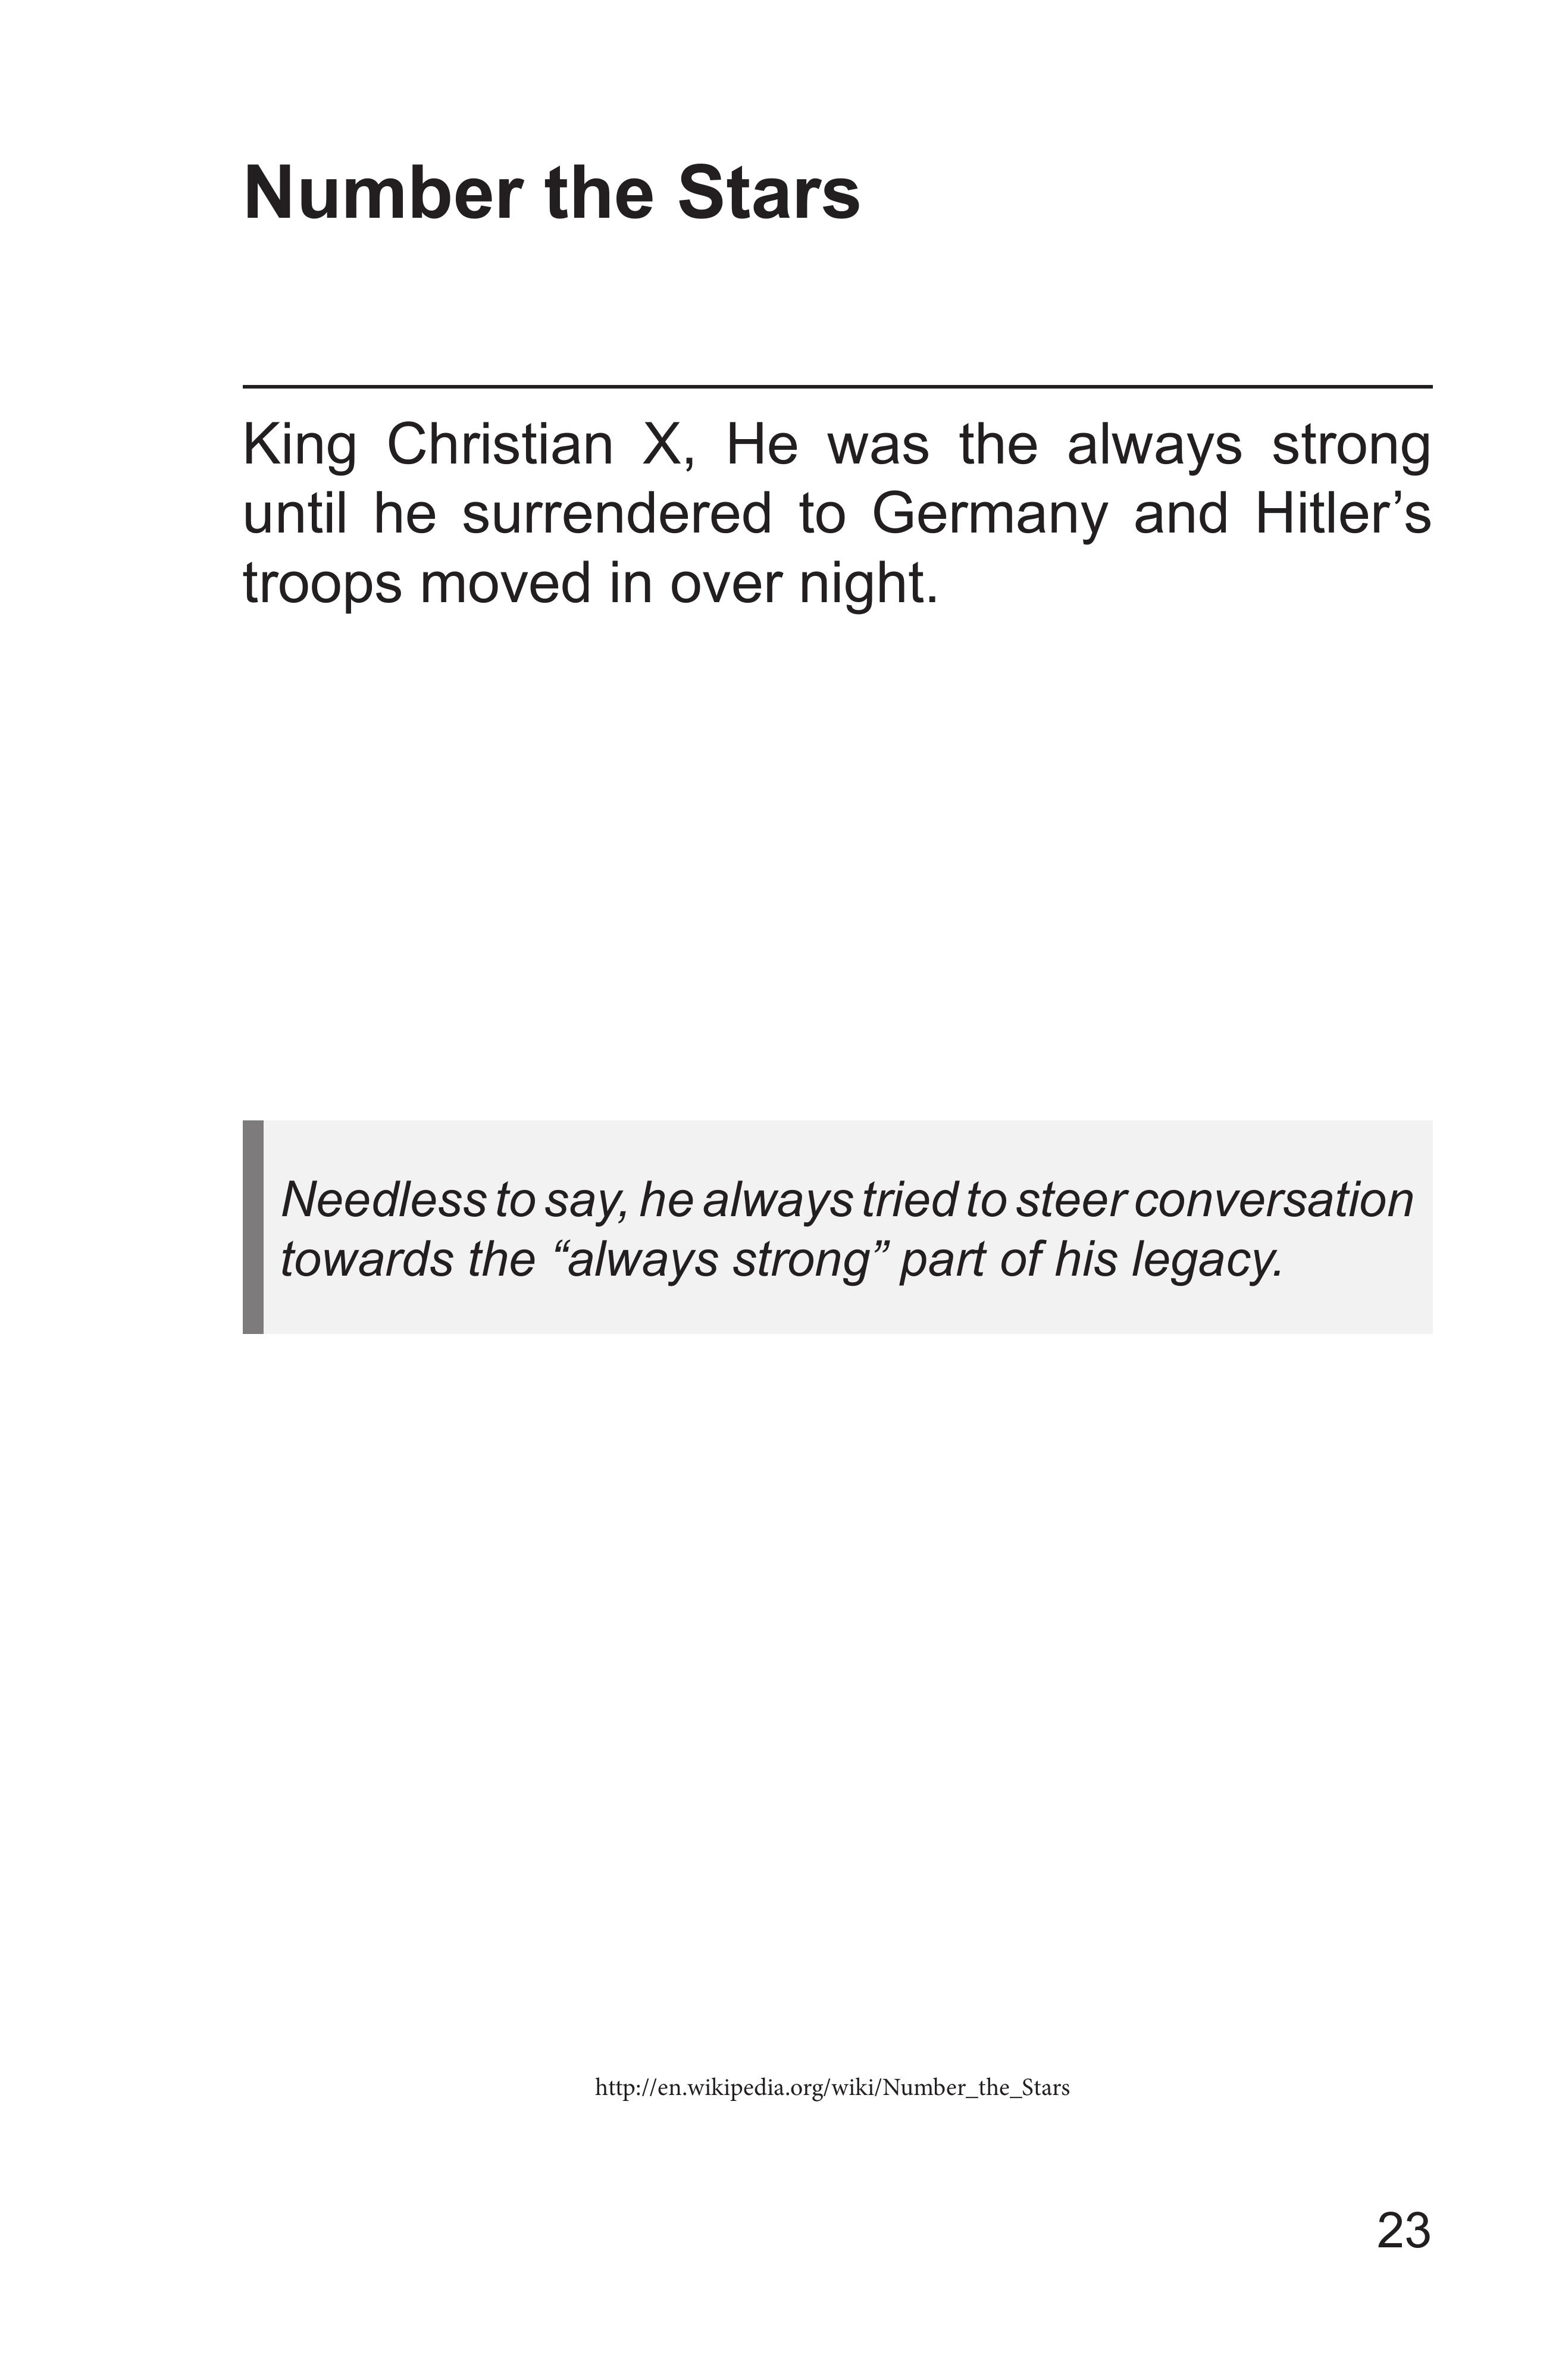 Number the Stars
King Christian X, He was the always strong
until he surrendered to Germany and Hitler’s
troops moved in over night.
Needless to say, he always tried to steer conversation
towards the “always strong” part of his legacy.
http://en.wikipedia.org/wiki/Number_the_Stars
23